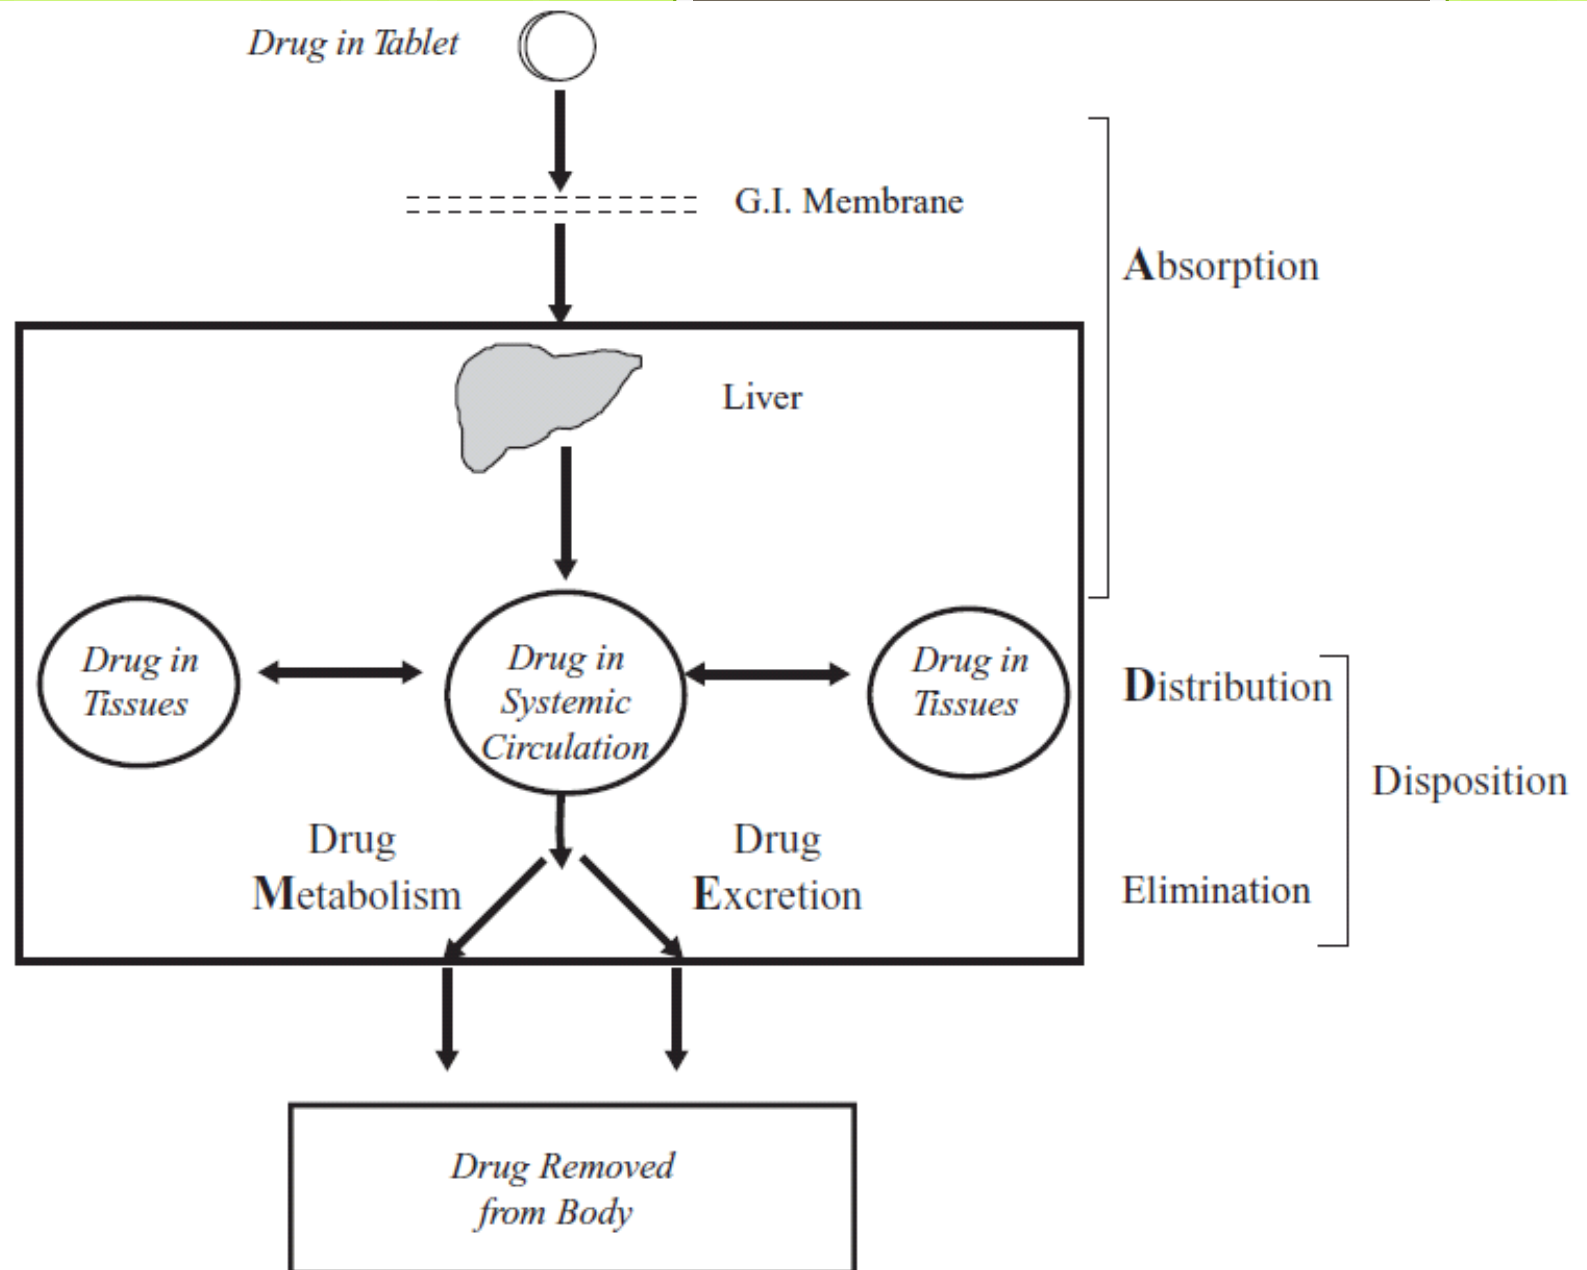 Drug in Tablet
G.I. Membrane
Absorption
Liver
Drug in
Tissues
Drug in
Systemic
Circulation
Drug in
Tissues
Distribution
Disposition
Drug
Metabolism
Drug
Excretion
Elimination
Drug Removed
from Body